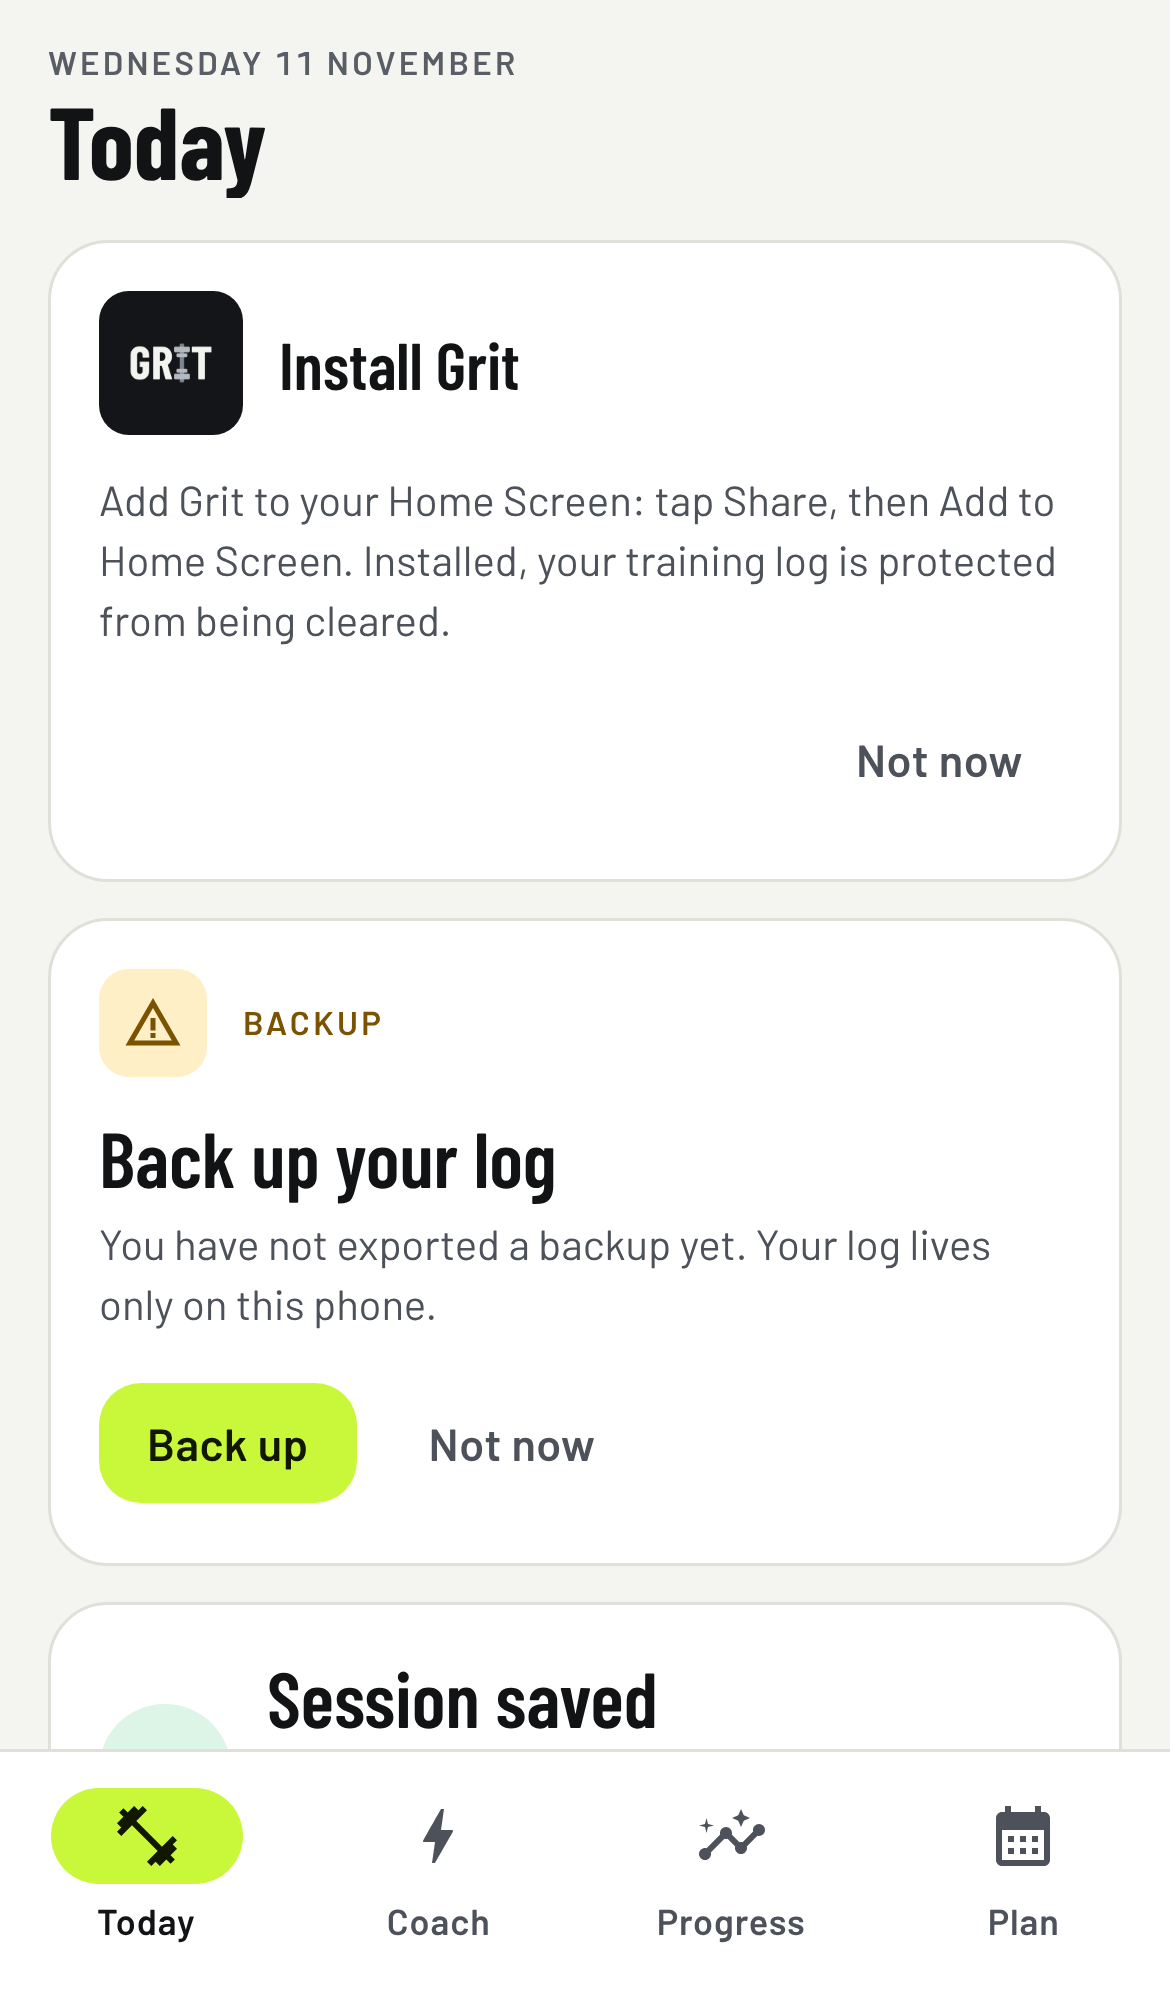 WEDNESDAY 11 NOVEMBER
Today
GRIT
Install Grit
Add Grit to your Home Screen: tap Share, then Add to
Home Screen. Installed, your training log is protected
from being cleared.
Not now
BACKUP
Back up your log
You have not exported a backup yet. Your log lives
only on this phone.
Back up
Not now
Session saved
Today
Coach
Progress
Plan